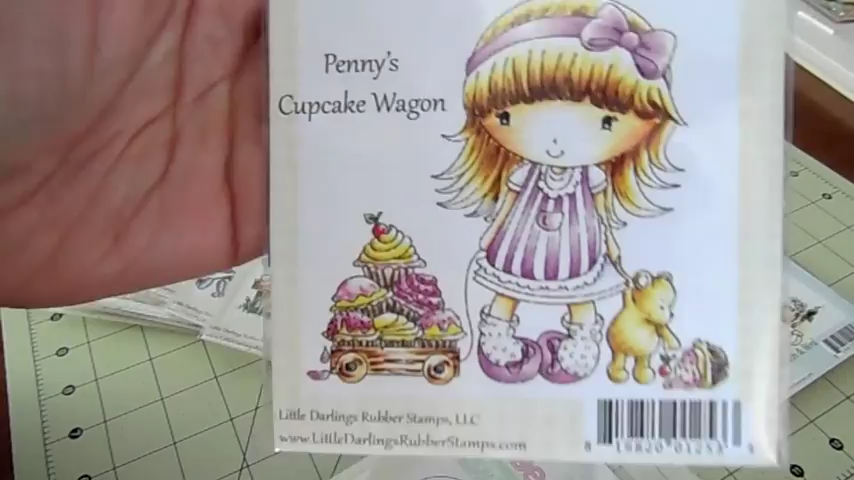 Penny's
Cupcake Wagon
Little Darlings Rubber Stamps, LLC
www.LittleDarlingsRubberStamps.com